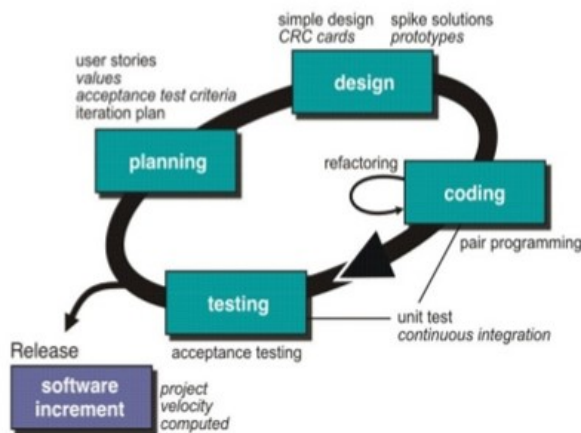 simple design
CRC cards
spike solutions
prototypes
user stories
values
acceptance test criteria
iteration plan
design
planning
refactoring
coding
pair programming
testing
unit test
continuous integration
acceptance testing
Release
software
increment
project
velocity
computed